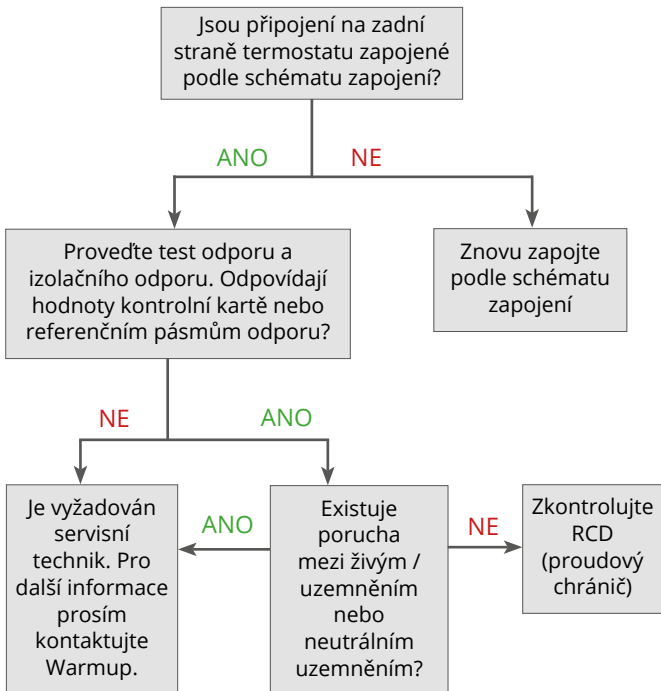 Jsou připojení na zadní
straně termostatu zapojené
podle schématu zapojení?
ANO
NE
Proveďte test odporu a
izolačního odporu. Odpovídají
hodnoty kontrolní kartě nebo
referenčním pásmům odporu?
Znovu zapojte
podle schématu
zapojení
NE
ANO
Je vyžadován
servisní
technik. Pro
další informace
prosím
kontaktujte
Warmup.
ANO
Existuje
porucha
mezi živým /
uzemněním
nebo
neutrálním
uzemněním?
NE
Zkontrolujte
RCD
(proudový
chránič)